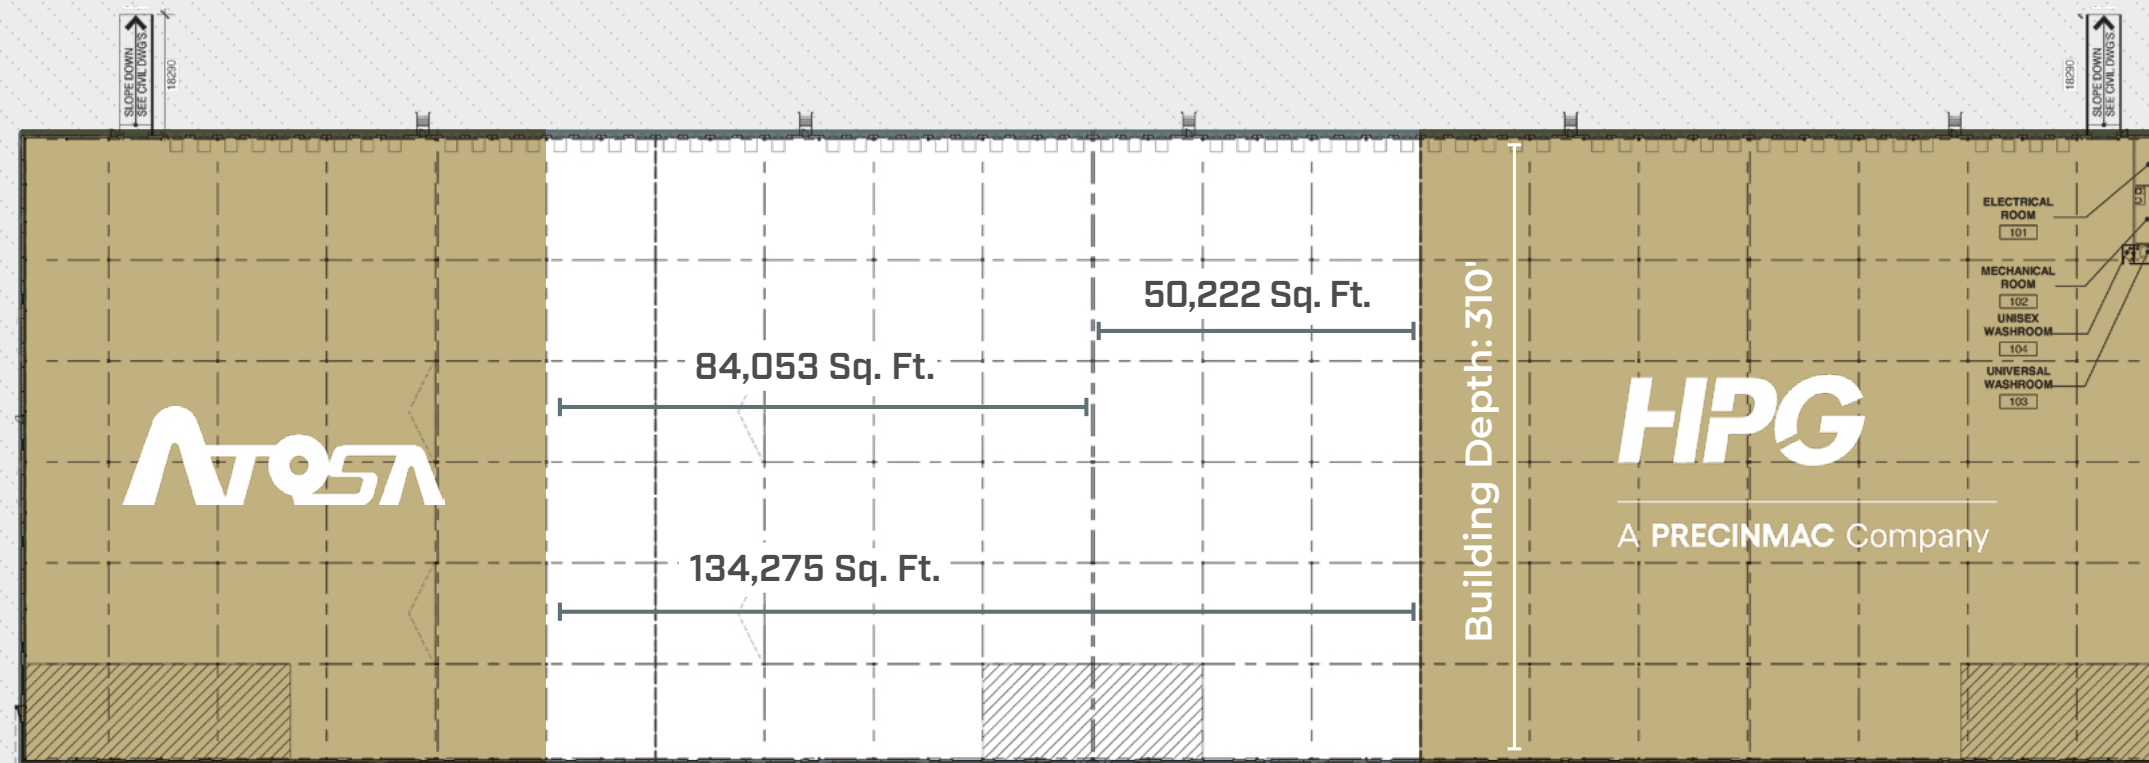 SLOPE DOWN
SEE CIVIL DWG'S
18290
18290
SLOPE DOWN
SEE CIVIL DWG'S
ELECTRICAL
ROOM
101
MECHANICAL
ROOM
102
UNISEX
WASHROOM
104
UNIVERSAL
WASHROOM
103
50,222 Sq. Ft.
84,053 Sq. Ft.
134,275 Sq. Ft.
Building Depth: 310'
ATOSA
HPG
A PRECINMAC Company